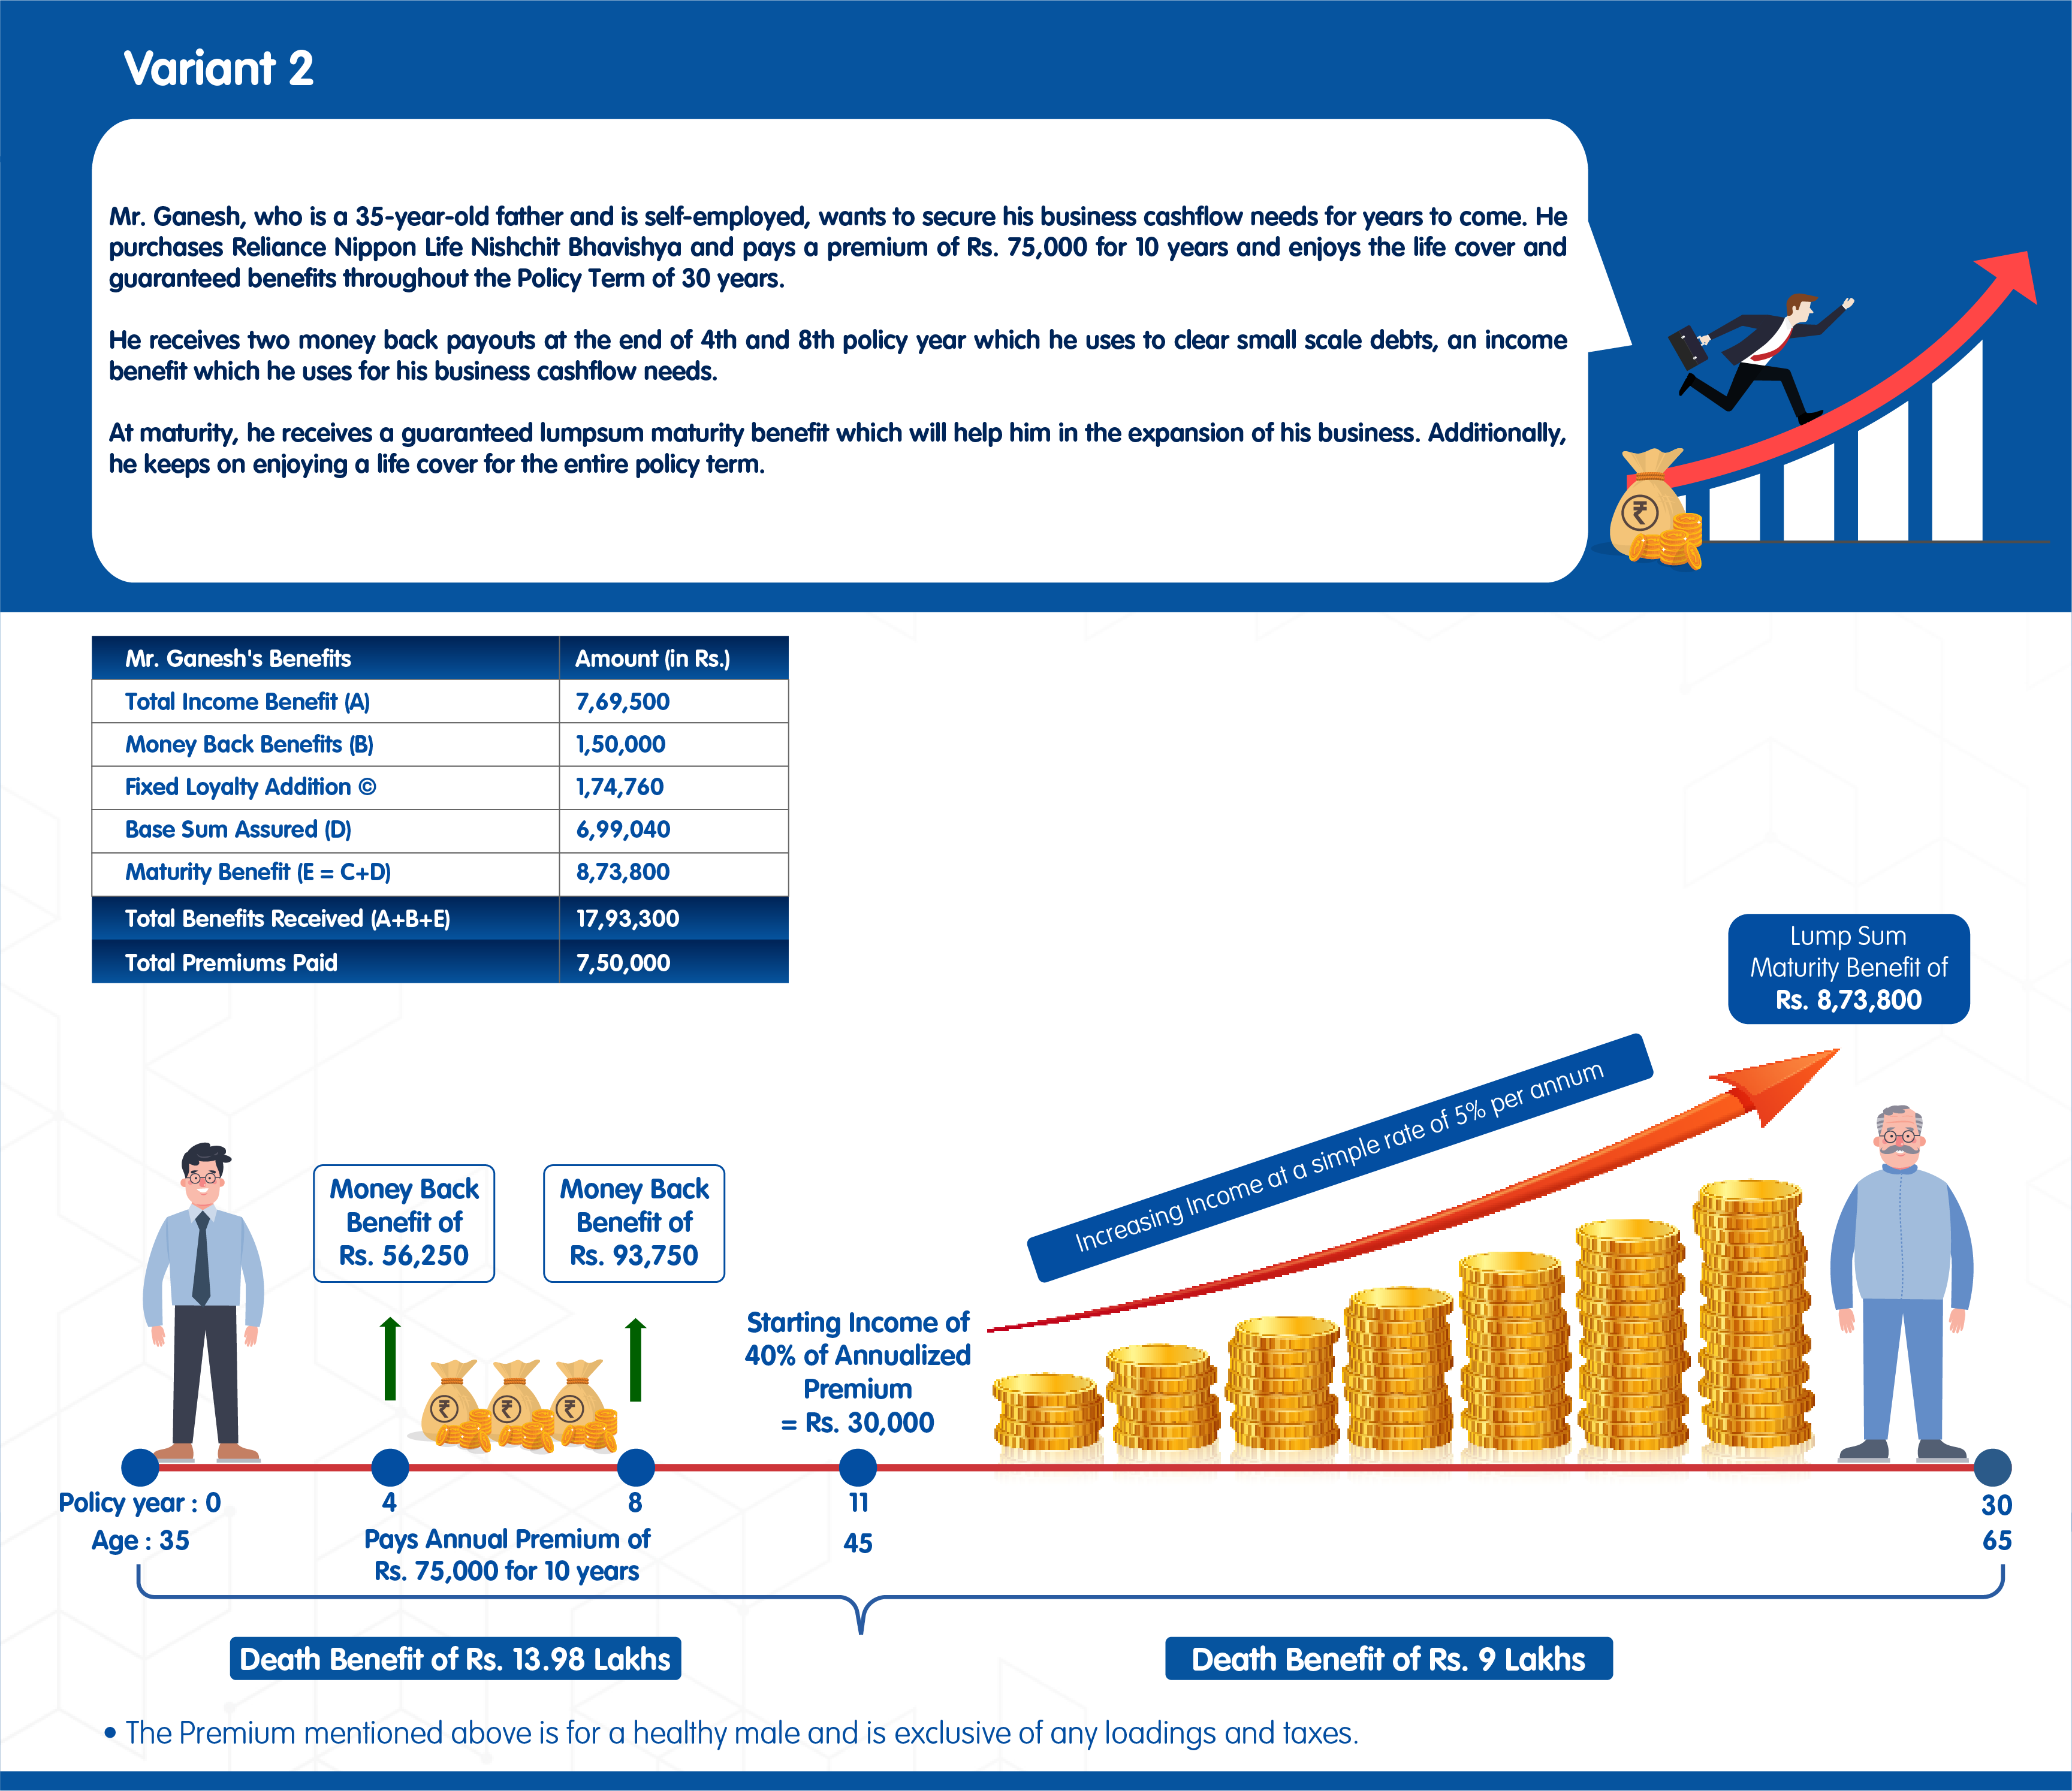 Variant 2
Mr. Ganesh, who is a 35-year-old father and is self-employed, wants to secure his business cashflow needs for years to come. He
purchases Reliance Nippon Life Nishchit Bhavishya and pays a premium of Rs. 75,000 for 10 years and enjoys the life cover and
guaranteed benefits throughout the Policy Term of 30 years.
He receives two money back payouts at the end of 4th and 8th policy year which he uses to clear small scale debts, an income
benefit which he uses for his business cashflow needs.
At maturity, he receives a guaranteed lumpsum maturity benefit which will help him in the expansion of his business. Additionally,
he keeps on enjoying a life cover for the entire policy term.
₹
Mr. Ganesh's Benefits Amount (in Rs.)
Total Income Benefit (A) 7,69,500
Money Back Benefits (B) 1,50,000
Fixed Loyalty Addition © 1,74,760
Base Sum Assured (D) 6,99,040
Maturity Benefit (E = C+D) 8,73,800
Total Benefits Received (A+B+E) 17,93,300
Total Premiums Paid 7,50,000
Lump Sum
Maturity Benefit of
Rs. 8,73,800
Increasing Income at a simple rate of 5% per annum
Money Back
Benefit of
Rs. 56,250
Money Back
Benefit of
Rs. 93,750
Starting Income of
40% of Annualized
Premium
= Rs. 30,000
₹ ₹ ₹
Policy year : 0 4 8 11 30
Age : 35 45 65
Pays Annual Premium of
Rs. 75,000 for 10 years
Death Benefit of Rs. 13.98 Lakhs
Death Benefit of Rs. 9 Lakhs
• The Premium mentioned above is for a healthy male and is exclusive of any loadings and taxes.